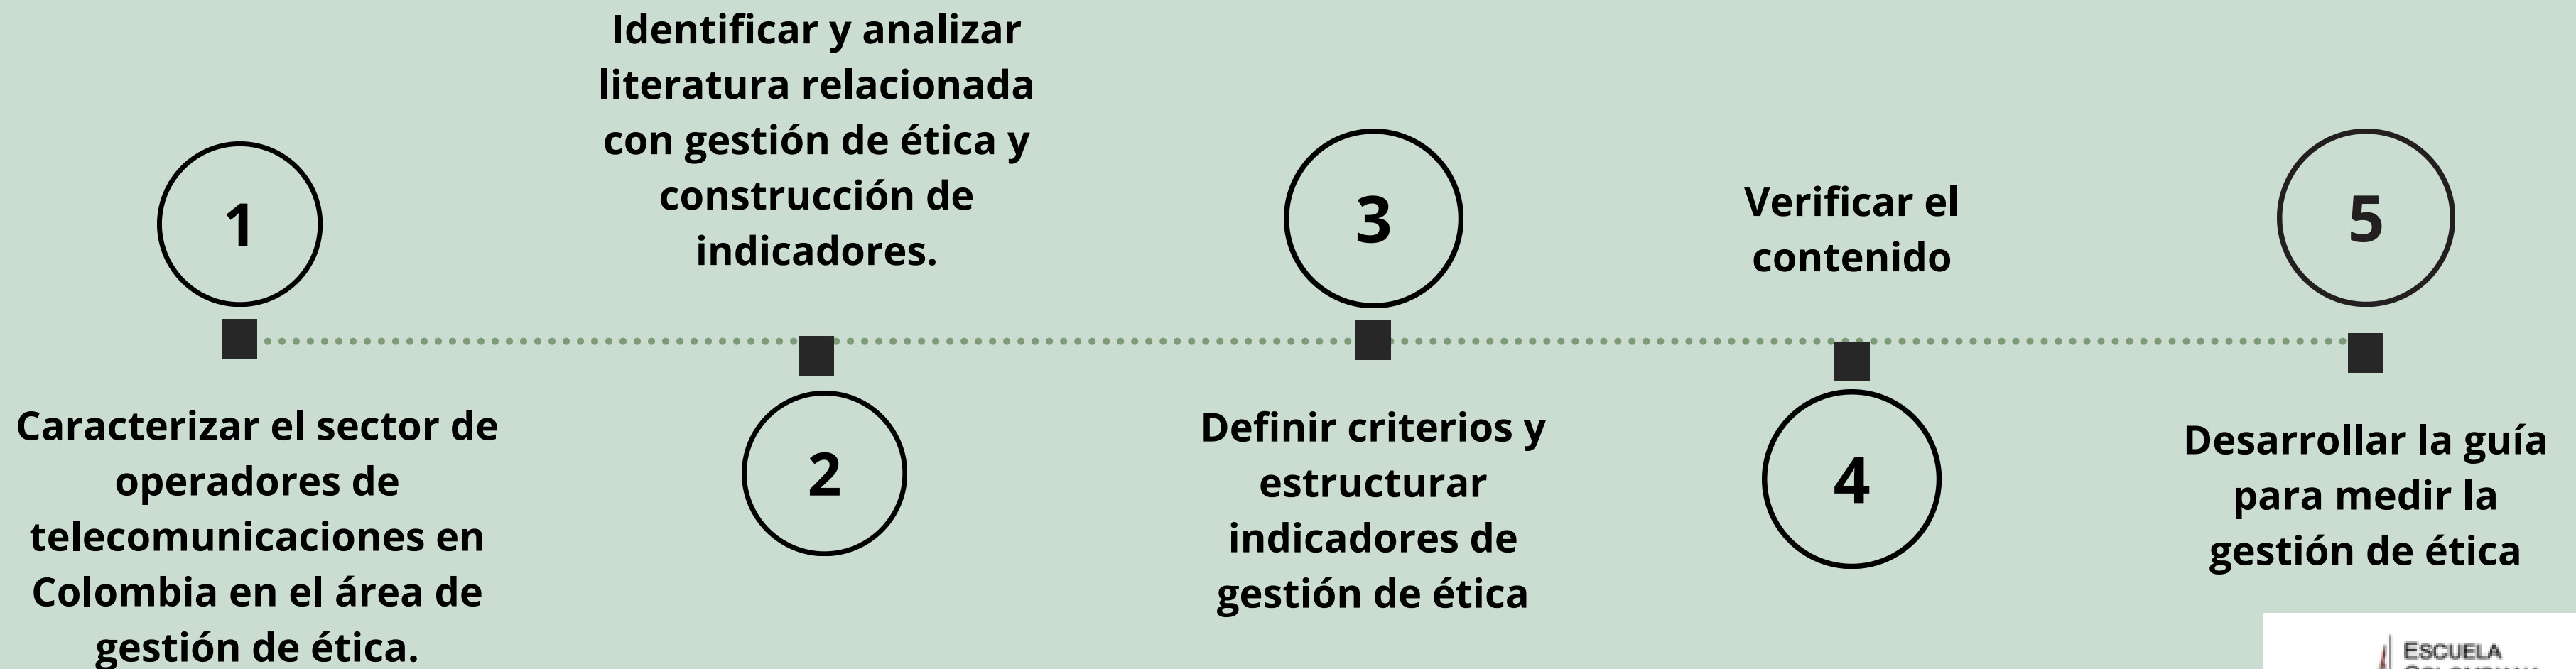 1
Caracterizar el sector de
operadores de
telecomunicaciones en
Colombia en el área de
gestión de ética.
Identificar y analizar
literatura relacionada
con gestión de ética y
construcción de
indicadores.
2
3
Definir criterios y
estructurar
indicadores de
gestión de ética
Verificar el
contenido
4
5
Desarrollar la guía
para medir la
gestión de ética
ESCUELA